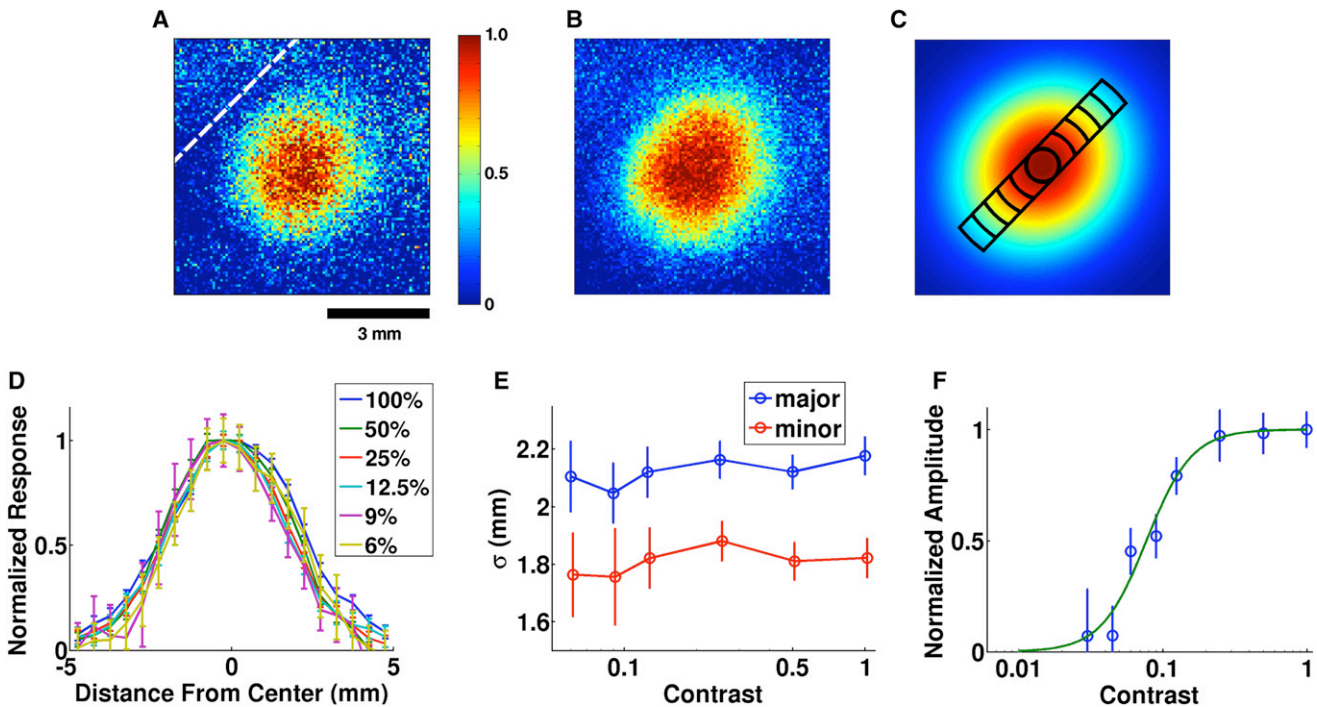 A
B
C
1.0
0.5
0
3 mm
D
Normalized Response
1
0.5
0
-5
0
5
Distance From Center (mm)
100%
50%
25%
12.5%
9%
6%
E
major
minor
σ (mm)
2.2
2
1.8
1.6
0.1
0.5
1
Contrast
F
Normalized Amplitude
1
0.5
0
0.01
0.1
1
Contrast